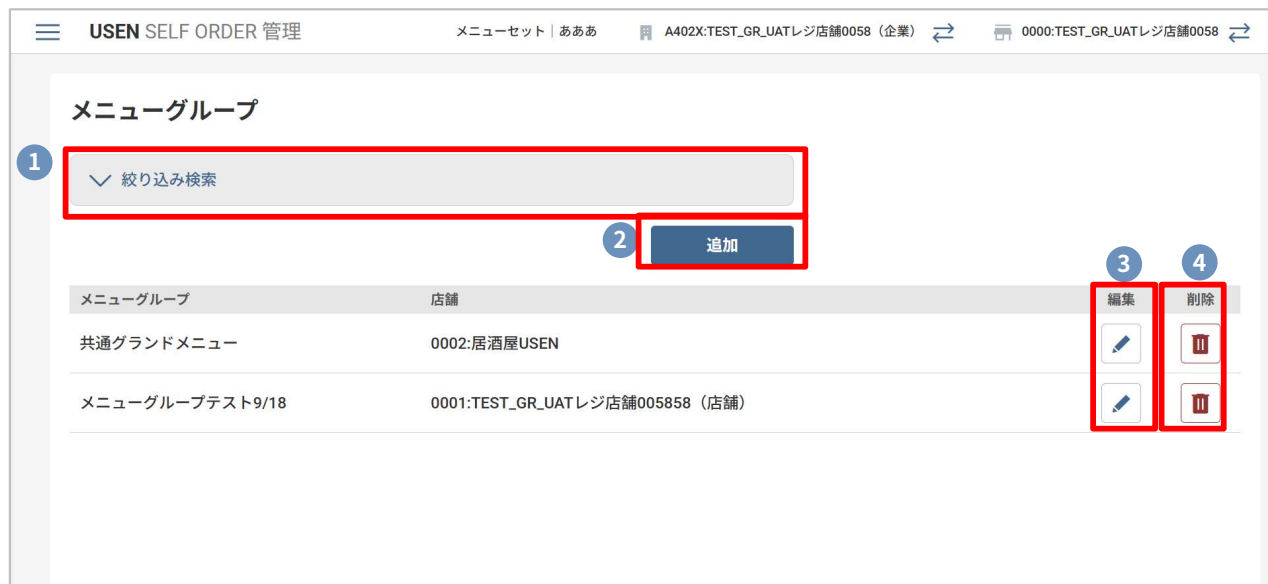 USEN SELF ORDER 管理 メニューセット｜あああ A402X:TEST_GR_UATレジ店舗0058（企業） 0000:TEST_GR_UATレジ店舗0058
メニューグループ
1
絞り込み検索
2 追加
3 4
メニューグループ 店舗 編集 削除
共通グランドメニュー 0002:居酒屋USEN
メニューグループテスト9/18 0001:TEST_GR_UATレジ店舗005858（店舗）